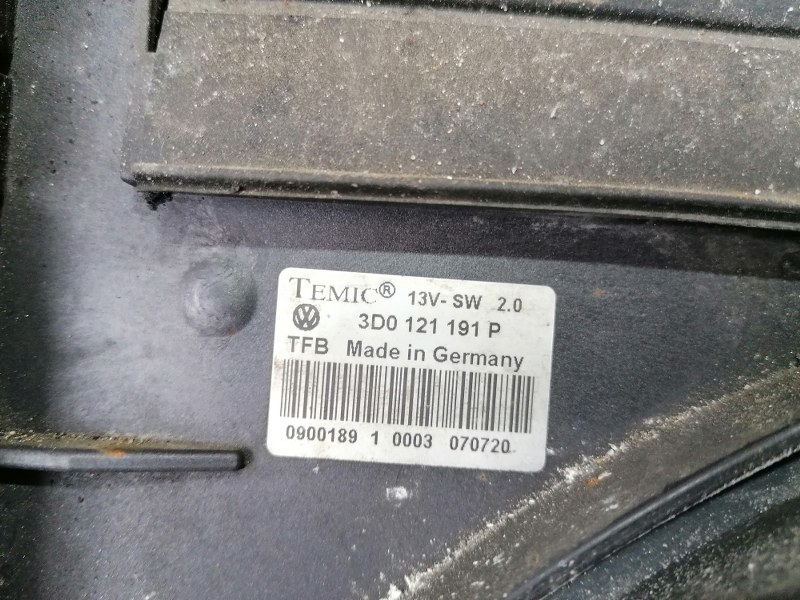 TEMIC® 13V- SW 2.0
3D0 121 191 P
TFB Made in Germany
0900189 1 0003 070720